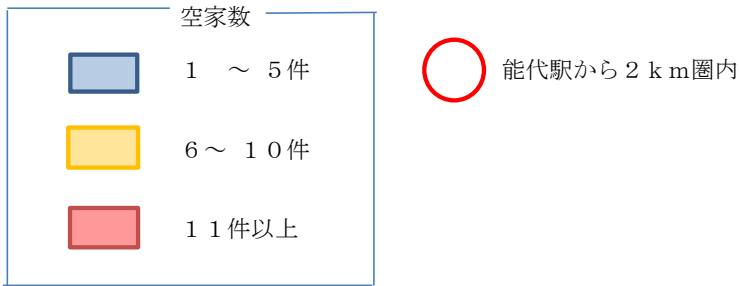 空家数
１　～　５件
能代駅から２ｋｍ圏内
６～　１０件
１１件以上